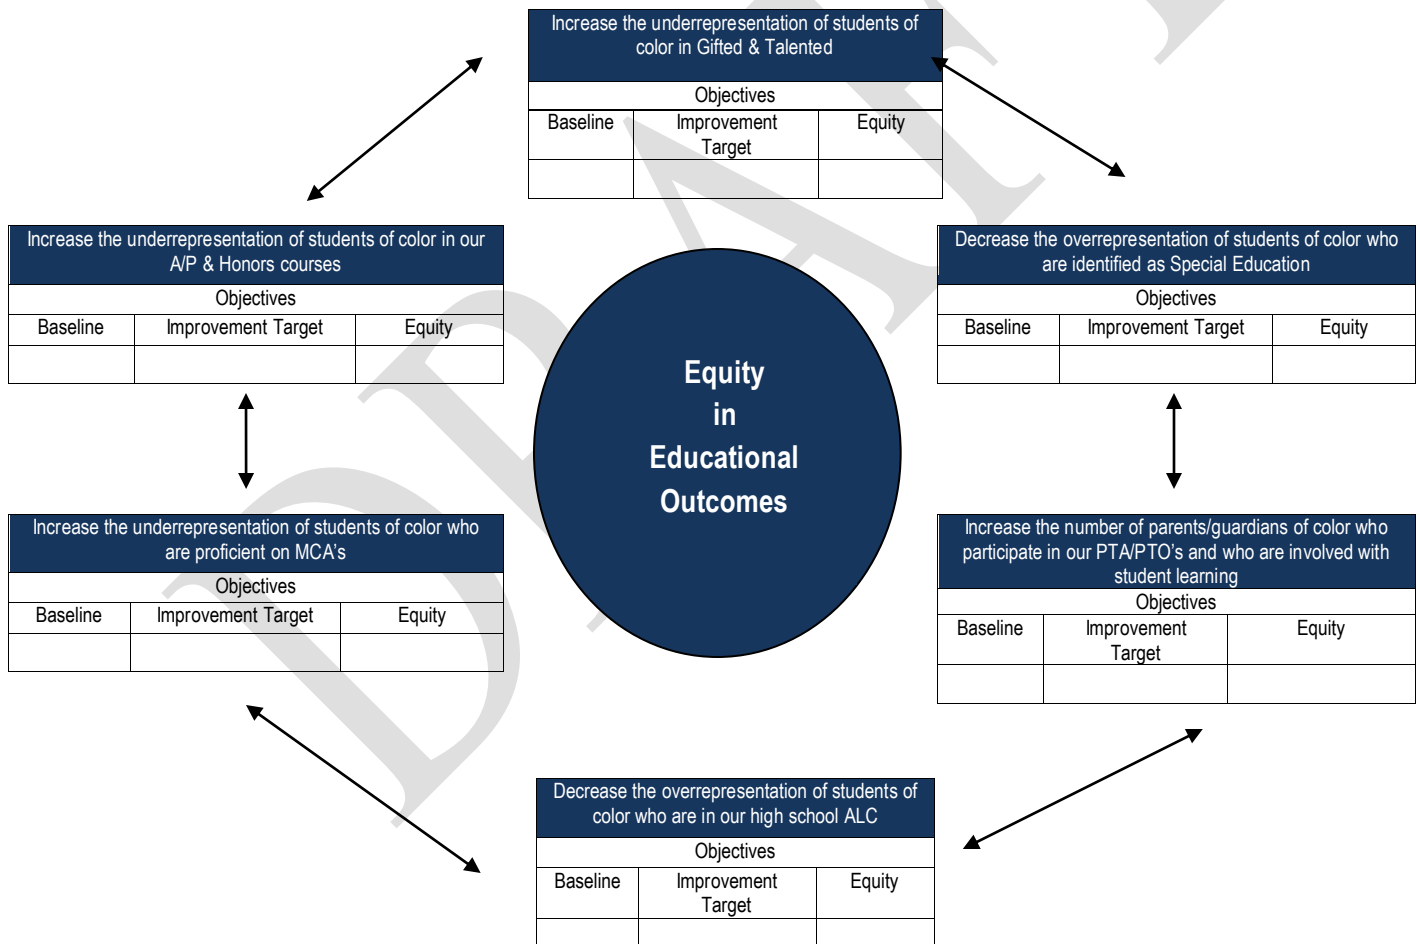 DRAFT
Increase the underrepresentation of students of
color in Gifted & Talented
Objectives
Baseline
Improvement
Target
Equity
Increase the underrepresentation of students of color in our
A/P & Honors courses
Objectives
Baseline
Improvement Target
Equity
Decrease the overrepresentation of students of color who
are identified as Special Education
Objectives
Baseline
Improvement Target
Equity
Equity
in
Educational
Outcomes
Increase the underrepresentation of students of color who
are proficient on MCA’s
Objectives
Baseline
Improvement Target
Equity
Increase the number of parents/guardians of color who
participate in our PTA/PTO’s and who are involved with
student learning
Objectives
Baseline
Improvement
Target
Equity
Decrease the overrepresentation of students of
color who are in our high school ALC
Objectives
Baseline
Improvement
Target
Equity